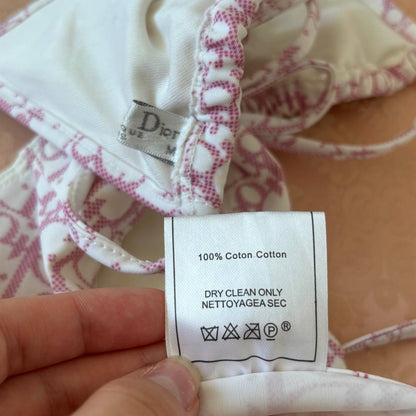 Dior
100% Coton Cotton
DRY CLEAN ONLY
NETTOYAGEA SEC
P ®